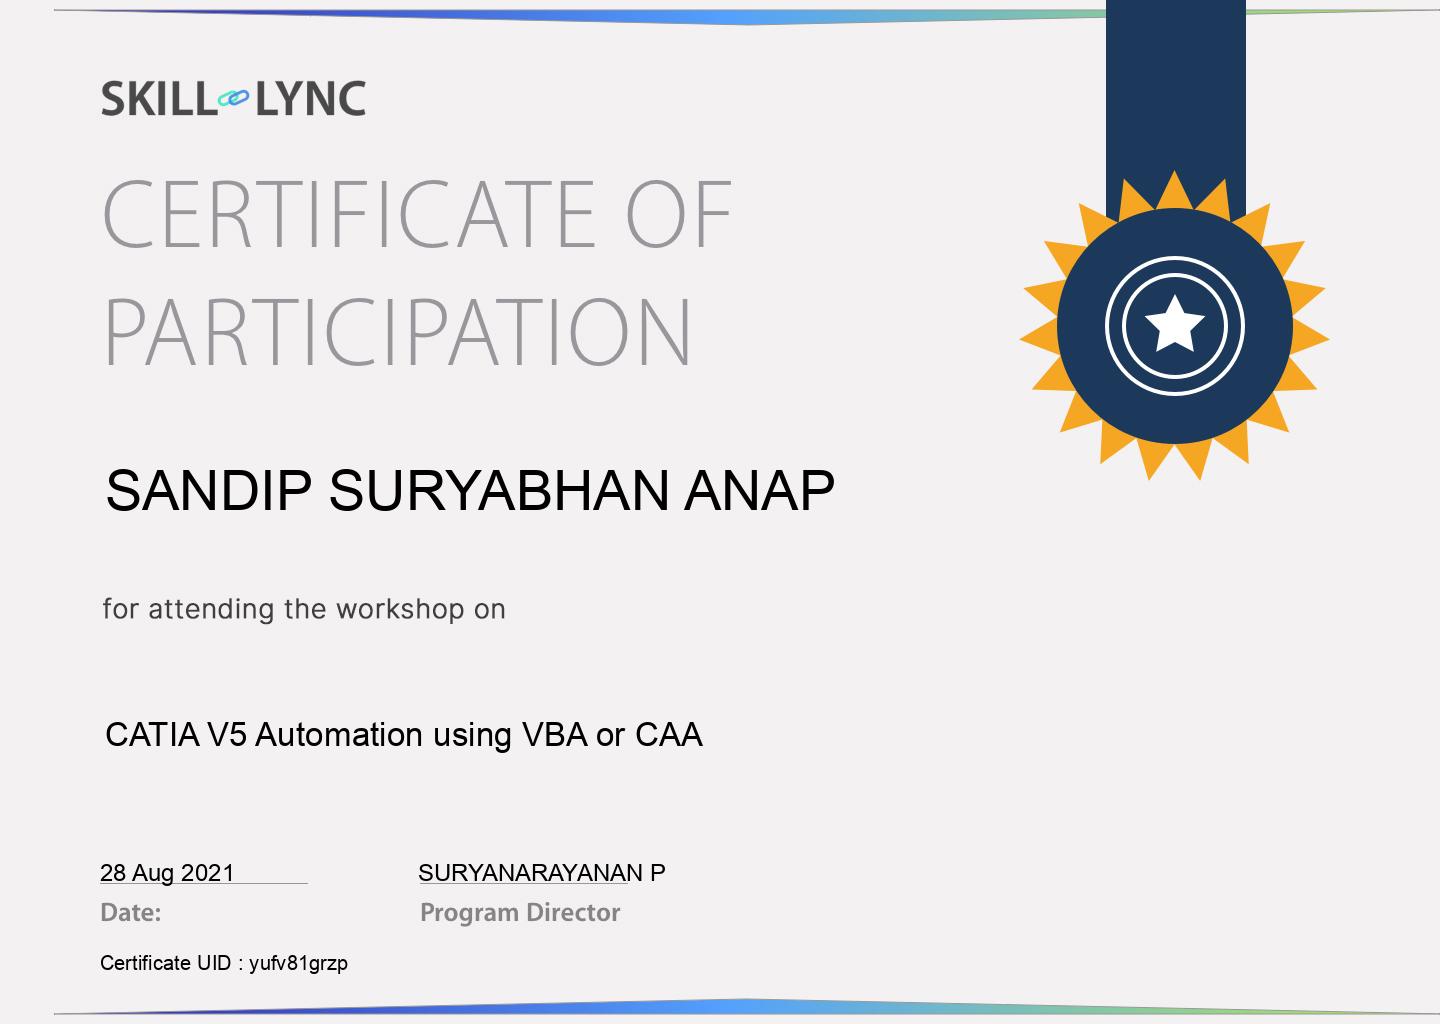 SKILL LYNC
CERTIFICATE OF
PARTICIPATION
SANDIP SURYABHAN ANAP
for attending the workshop on
CATIA V5 Automation using VBA or CAA
28 Aug 2021
Date:
SURYANARAYANAN P
Program Director
Certificate UID : yufv81grzp